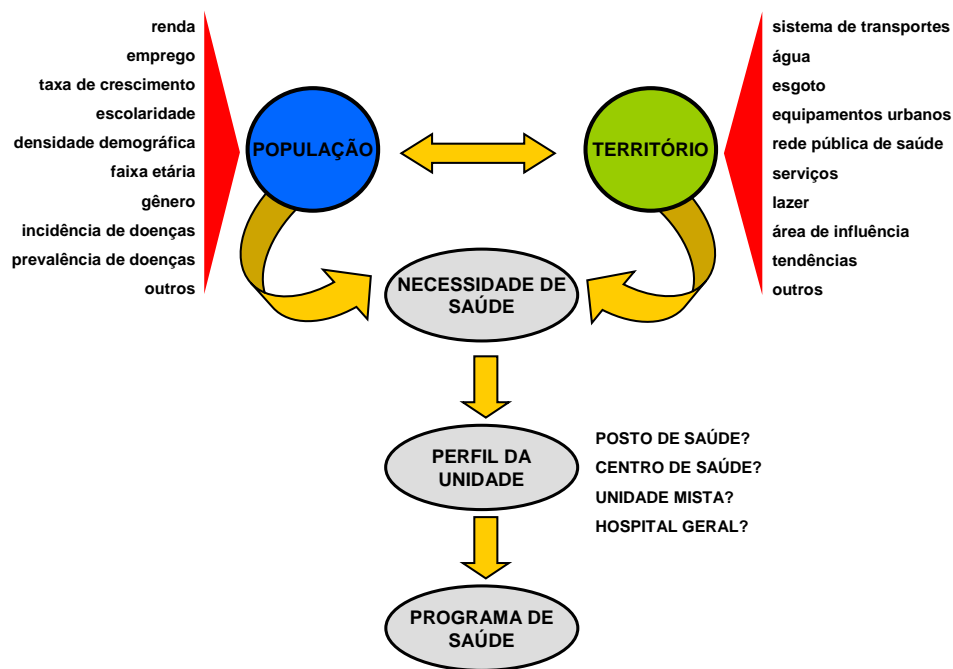 renda
emprego
taxa de crescimento
escolaridade
densidade demográfica
faixa etária
gênero
incidência de doenças
prevalência de doenças
outros
POPULAÇÃO
TERRITÓRIO
sistema de transportes
água
esgoto
equipamentos urbanos
rede pública de saúde
serviços
lazer
área de influência
tendências
outros
NECESSIDADE DE
SAÚDE
PERFIL DA
UNIDADE
POSTO DE SAÚDE?
CENTRO DE SAÚDE?
UNIDADE MISTA?
HOSPITAL GERAL?
PROGRAMA DE
SAÚDE